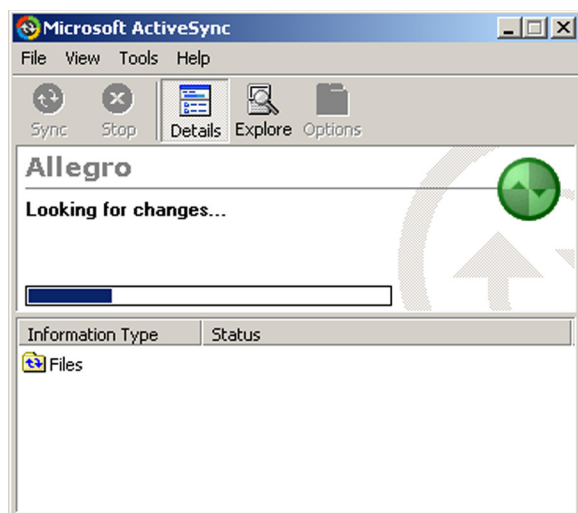 Microsoft ActiveSync
File View Tools Help
Sync Stop Details Explore Options
Allegro
Looking for changes...
Information Type Status
Files